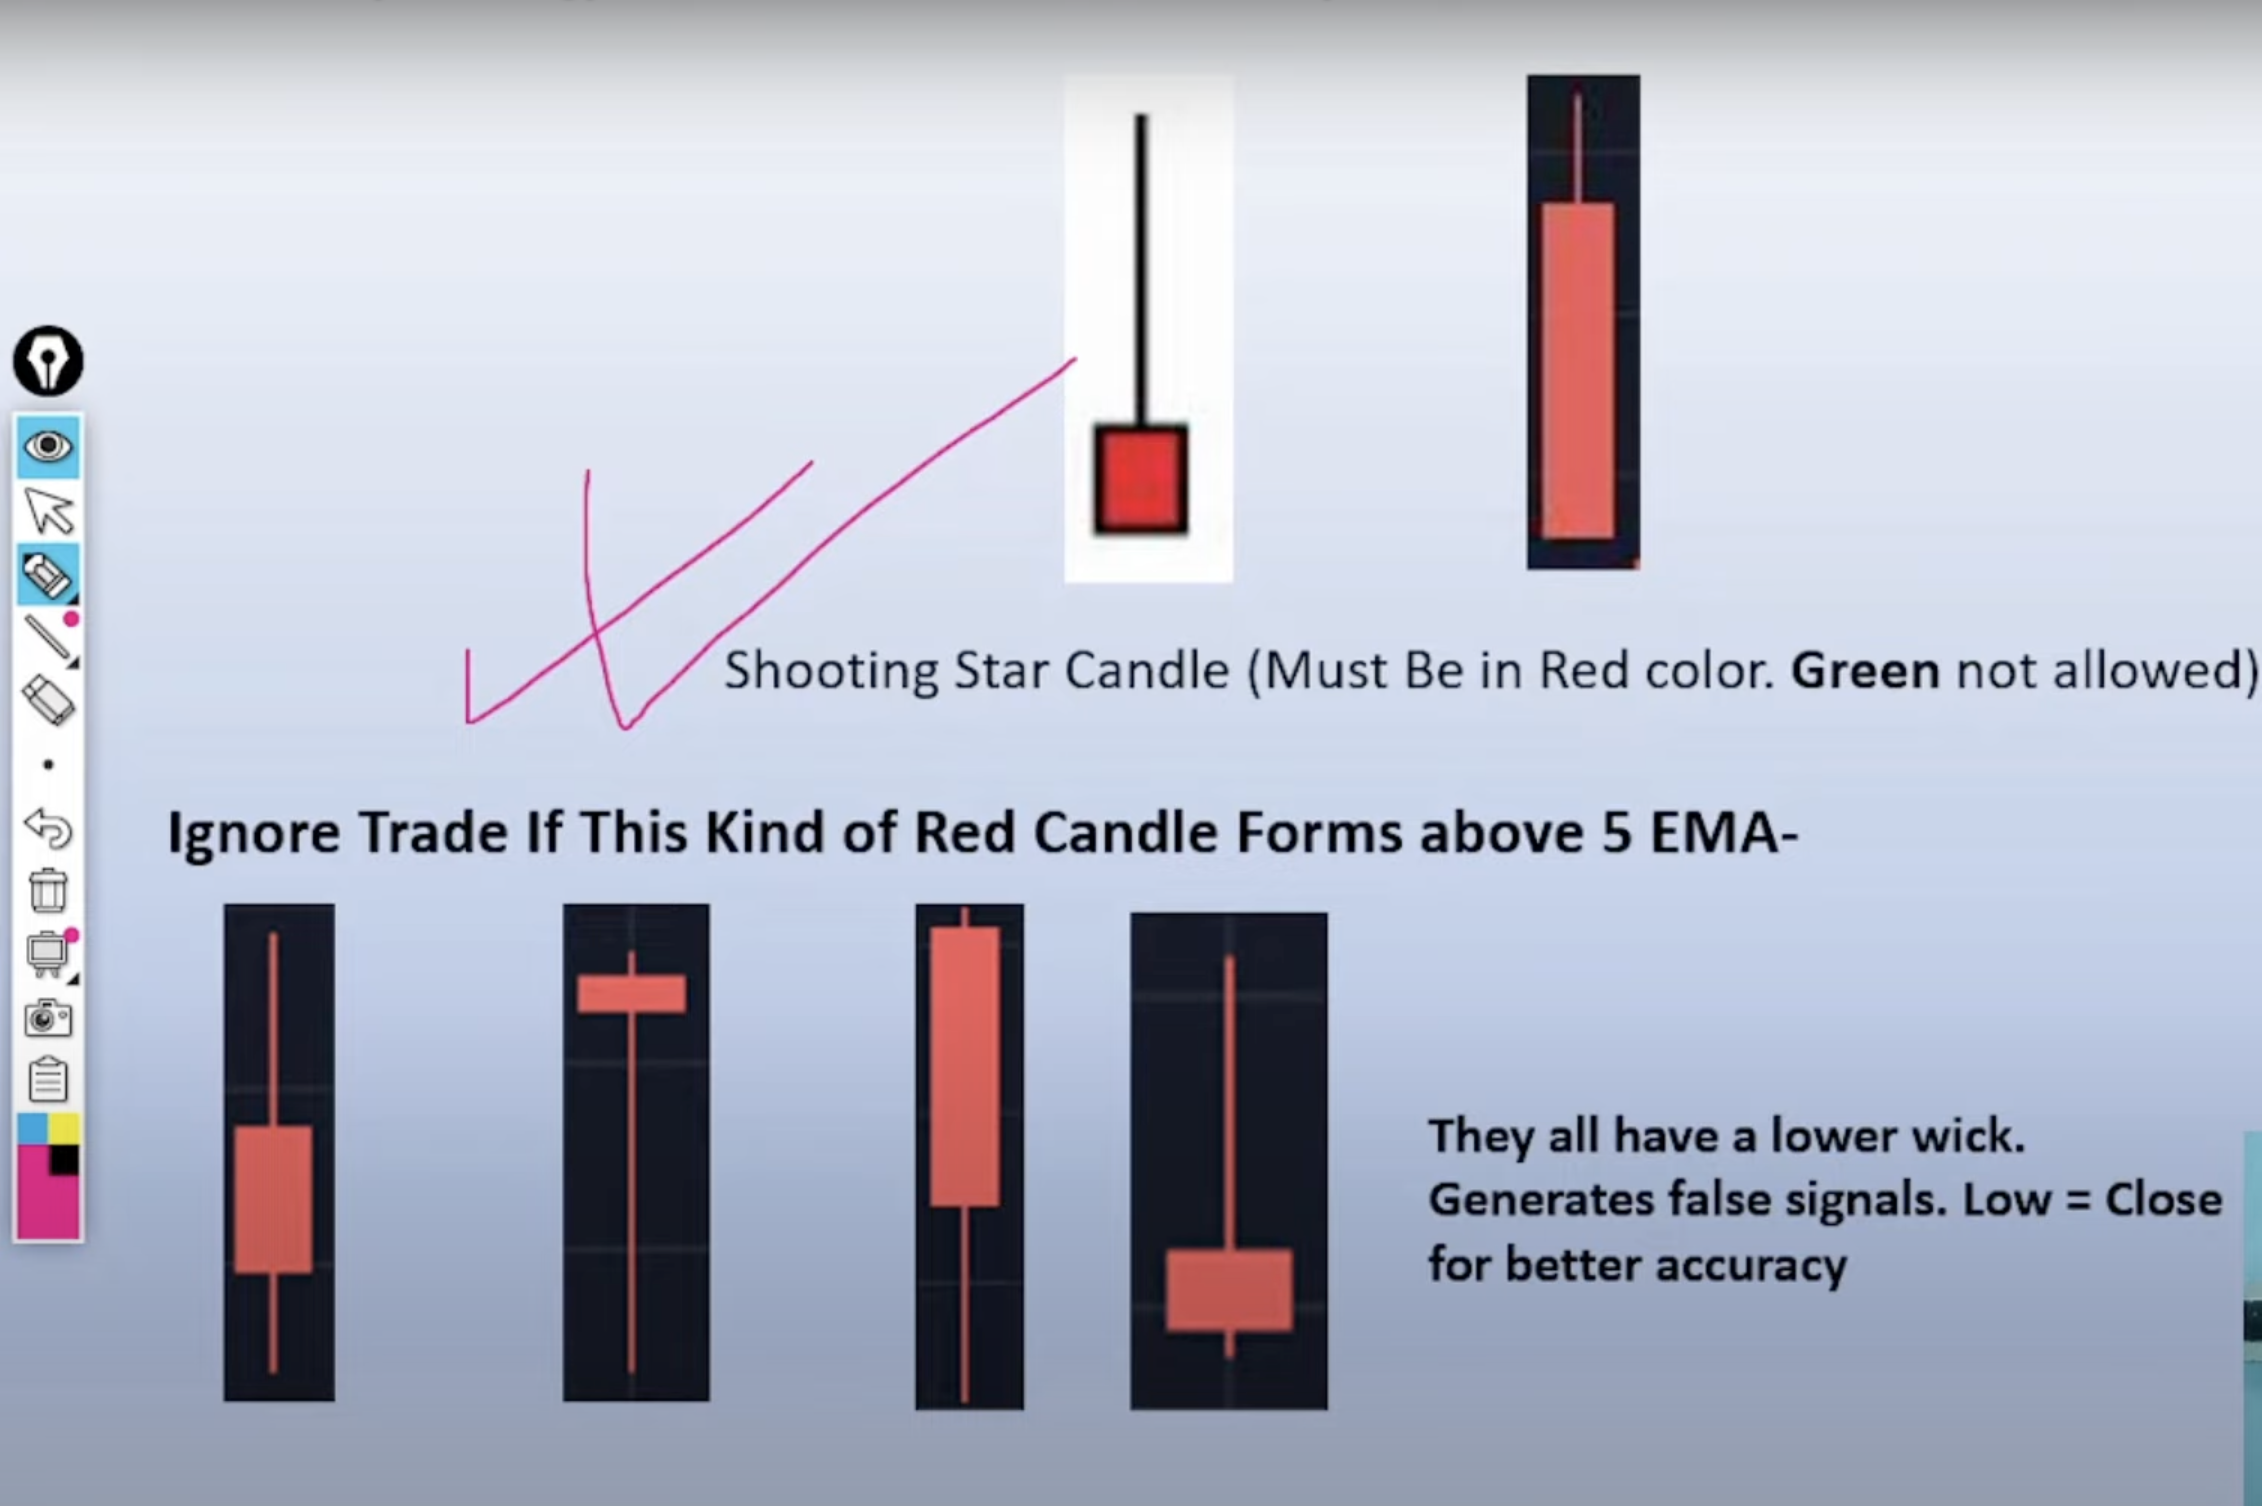 Shooting Star Candle (Must Be in Red color. Green not allowed)
Ignore Trade If This Kind of Red Candle Forms above 5 EMA-
They all have a lower wick.
Generates false signals. Low = Close
for better accuracy